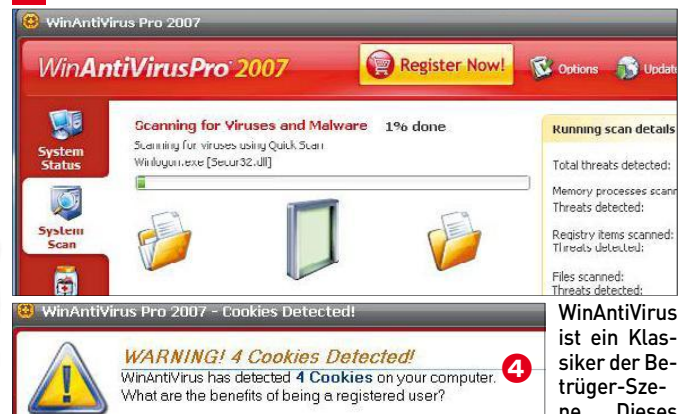 WinAntiVirus Pro 2007
WinAntiVirusPro 2007
Register Now!
Options
System
Status
Scanning for Viruses and Malware 1% done
Scanning for viruses using Quick Scan
Winlogon.exe [Secur32.dll]
System
Scan
Running scan details
Total threats detected:
Memory processes scann
Threats detected:
Registry items scanned:
Threats detected:
Files scanned:
Threats detected:
WinAntiVirus Pro 2007 - Cookies Detected!
WARNING! 4 Cookies Detected!
WinAntiVirus has detected 4 Cookies on your computer.
What are the benefits of being a registered user?
4
WinAntiVirus
ist ein Klas-
siker der Be-
trüger-Sze-
ne. Dieses